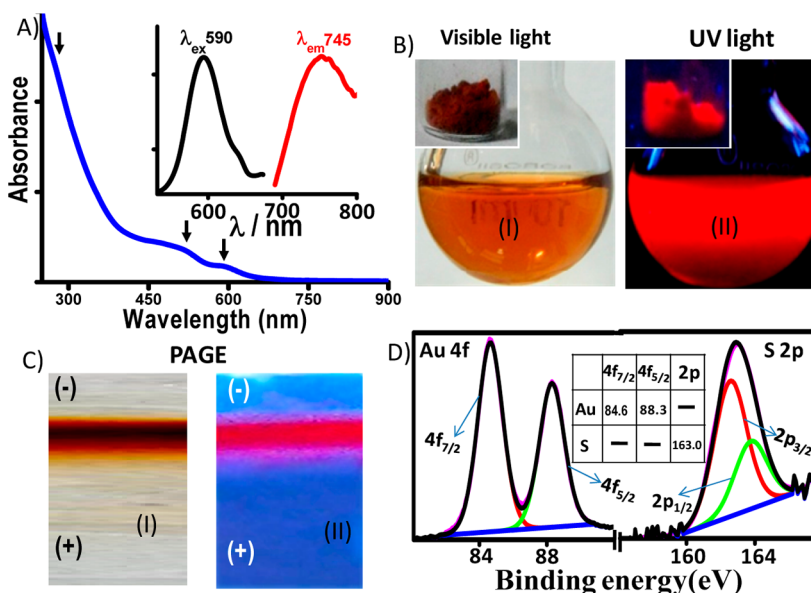 A)
λex590
λem745
Absorbance
600
700
800
λ / nm
300
450
600
750
900
Wavelength (nm)
B)
Visible light
UV light
(I)
(II)
C)
PAGE
(-)
(-)
(+)
(I)
(+)
(II)
D)
Au 4f
S 2p
4f7/2
4f5/2
2p
Au
84.6
88.3
—
S
—
—
163.0
4f7/2
4f5/2
2p3/2
2p1/2
84
88
160
164
Binding energy(eV)